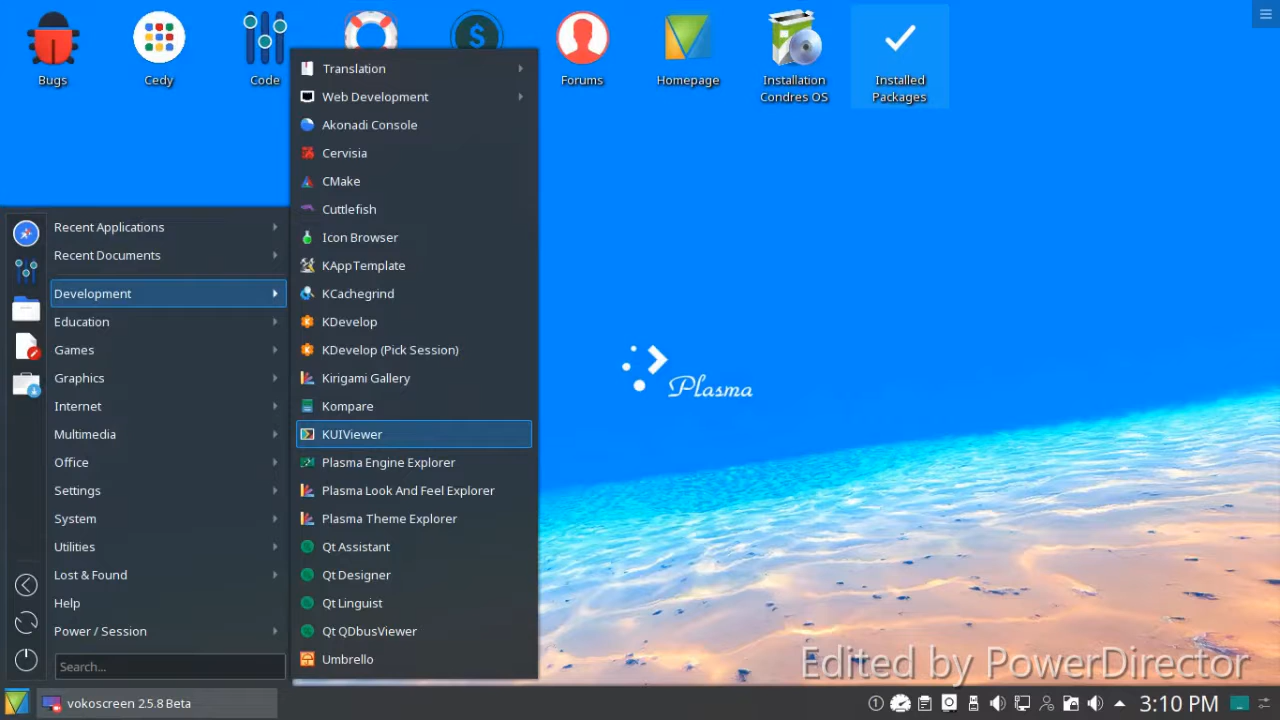 Bugs
Cedy
Code
$
Forums
Homepage
Installation
Condres OS
Installed
Packages
Translation
Web Development
Akonadi Console
Cervisia
CMake
Cuttlefish
Icon Browser
KAppTemplate
KCachegrind
KDevelop
KDevelop (Pick Session)
Kirigami Gallery
Kompare
KUIViewer
Plasma Engine Explorer
Plasma Look And Feel Explorer
Plasma Theme Explorer
Qt Assistant
Qt Designer
Qt Linguist
Qt QDbusViewer
Umbrello
Recent Applications
Recent Documents
Development
Education
Games
Graphics
Internet
Multimedia
Office
Settings
System
Utilities
Lost & Found
Help
Power / Session
Search...
Plasma
Edited by PowerDirector
vokoscreen 2.5.8 Beta
1
3:10 PM